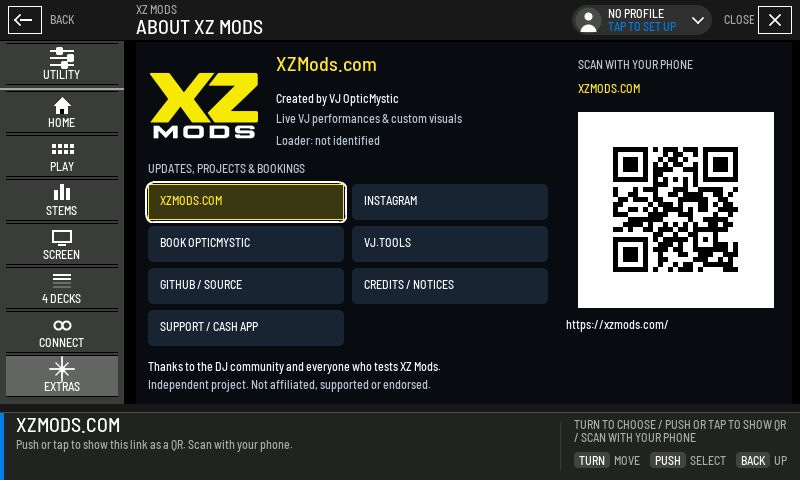 BACK
XZ MODS
ABOUT XZ MODS
NO PROFILE
TAP TO SET UP
CLOSE
UTILITY
HOME
PLAY
STEMS
SCREEN
4 DECKS
CONNECT
EXTRAS
XZ
MODS
XZMods.com
Created by VJ OpticMystic
Live VJ performances & custom visuals
Loader: not identified
UPDATES, PROJECTS & BOOKINGS
XZMODS.COM
INSTAGRAM
BOOK OPTICMYSTIC
VJ.TOOLS
GITHUB / SOURCE
CREDITS / NOTICES
SUPPORT / CASH APP
Thanks to the DJ community and everyone who tests XZ Mods.
Independent project. Not affiliated, supported or endorsed.
SCAN WITH YOUR PHONE
XZMODS.COM
https://xzmods.com/
XZMODS.COM
Push or tap to show this link as a QR. Scan with your phone.
TURN TO CHOOSE / PUSH OR TAP TO SHOW QR
/ SCAN WITH YOUR PHONE
TURN MOVE PUSH SELECT BACK UP